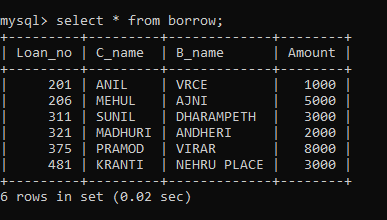 mysql> select * from borrow;
+---------+---------+--------------+--------+
| Loan_no | C_name  | B_name       | Amount |
+---------+---------+--------------+--------+
|     201 | ANIL    | VRCE         |   1000 |
|     206 | MEHUL   | AJNI         |   5000 |
|     311 | SUNIL   | DHARAMPETH   |   3000 |
|     321 | MADHURI | ANDHERI      |   2000 |
|     375 | PRAMOD  | VIRAR        |   8000 |
|     481 | KRANTI  | NEHRU PLACE  |   3000 |
+---------+---------+--------------+--------+
6 rows in set (0.02 sec)